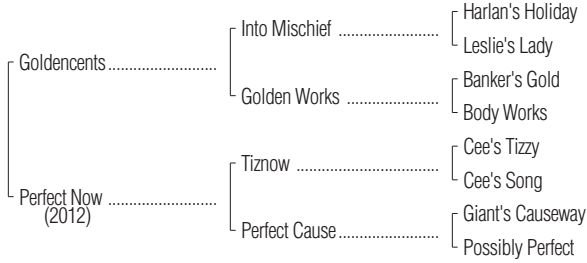 Harlan's Holiday
Into Mischief ........................
Leslie's Lady
Goldencents ..........................
Banker's Gold
Golden Works ......................
Body Works
Cee's Tizzy
Tiznow .................................
Cee's Song
Perfect Now ..........................
(2012)
Giant's Causeway
Perfect Cause ........................
Possibly Perfect